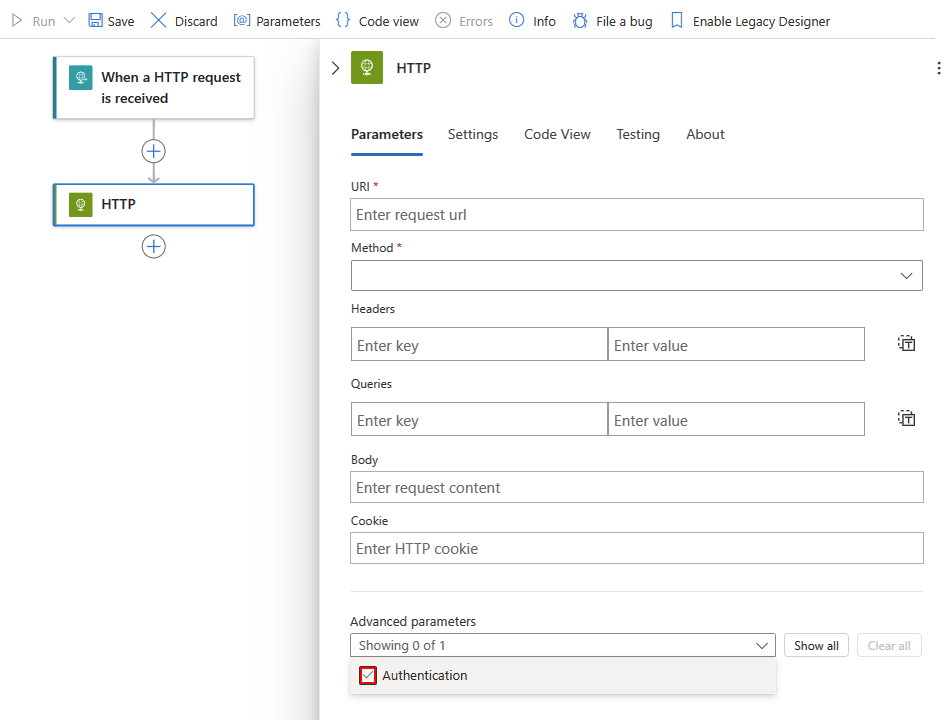 Run Save Discard Parameters Code view Errors Info File a bug Enable Legacy Designer
When a HTTP request
is received
HTTP
HTTP
Parameters Settings Code View Testing About
URI *
Enter request url
Method *
Headers
Enter key Enter value
Queries
Enter key Enter value
Body
Enter request content
Cookie
Enter HTTP cookie
Advanced parameters
Showing 0 of 1 Show all Clear all
Authentication